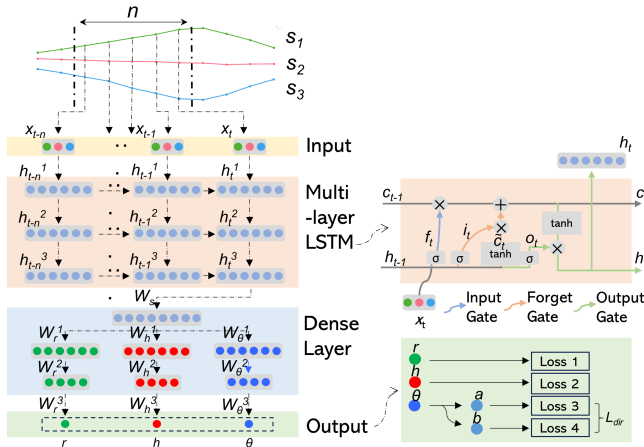 n
s1
s2
s3
xt-n
xt-1
xt
Input
ht-n1
ht-11
ht1
Multi
-layer
LSTM
ht-n2
ht-12
ht2
ht-n3
ht-13
ht3
Ws
Dense
Layer
Wr1
Wh1
Wθ1
Wr2
Wh2
Wθ2
Wr3
Wh3
Wθ3
Output
r
h
θ
ht
ct-1
c
×
+
tanh
ft
it
×
c̃t
ot
×
σ
σ
tanh
σ
ht-1
h
xt
Input
Gate
Forget
Gate
Output
Gate
r
Loss 1
h
Loss 2
θ
a
Loss 3
b
Loss 4
Ldir